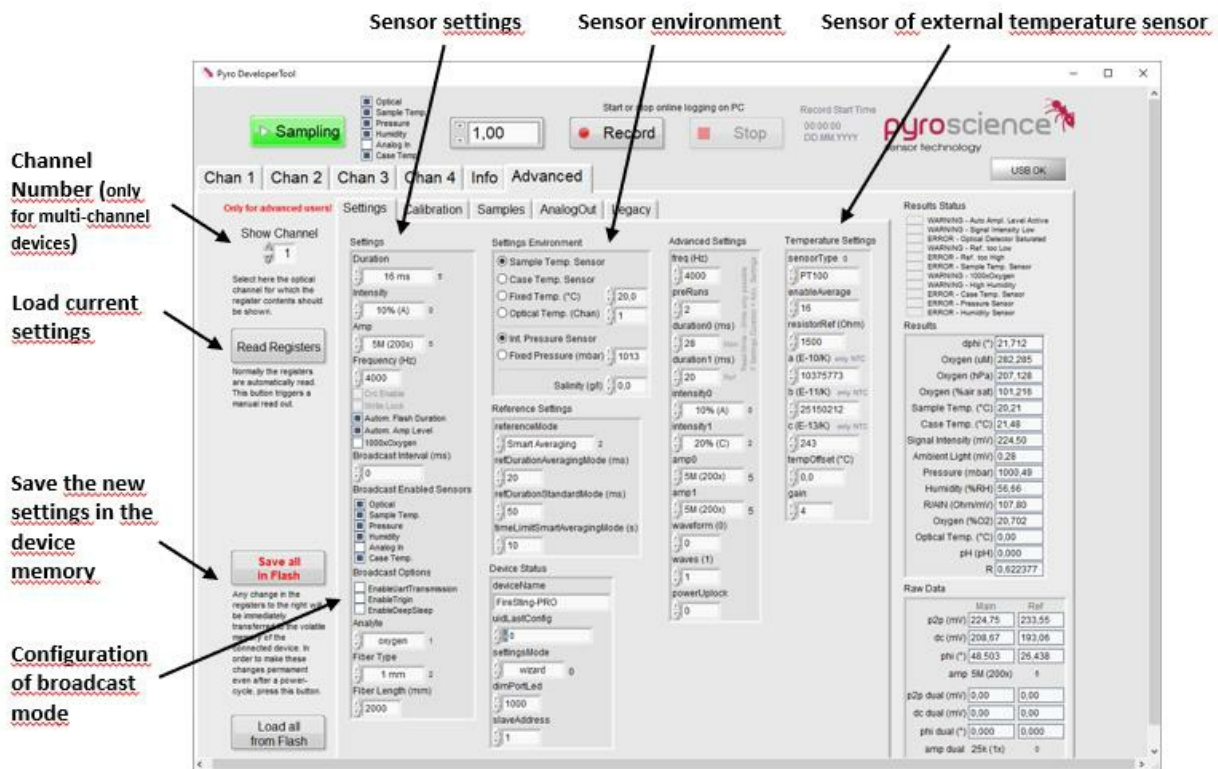 Sensor settings
Sensor environment
Sensor of external temperature sensor
Channel
Number (only
for multi-channel
devices)
Load current
settings
Save the new
settings in the
device
memory
Configuration
of broadcast
mode
Pyro DeveloperTool
Sampling
Optical
Sample Temp.
Pressure
Humidity
Analog In
Case Temp.
1,00
Start or stop online logging on PC
Record
Stop
Record Start Time
00:00:00
DD.MM.YYYY
pyroscience
sensor technology
USB OK
Chan 1
Chan 2
Chan 3
Chan 4
Info
Advanced
Only for advanced users!
Settings
Calibration
Samples
AnalogOut
Legacy
Show Channel
1
Select here the optical
channel for which the
register contents should
be shown.
Read Registers
Normally the registers
are automatically read.
This button triggers a
manual read out.
Save all
in Flash
Any change in the
registers to the right will
be immediately
transferred to the volatile
memory of the
connected device. In
order to make these
changes permament
even after a power-
cycle, press this button.
Load all
from Flash
Settings
Duration
16 ms
Intensity
10% (A)
Amp
5M (200x)
Frequency (Hz)
4000
Crc Enable
Write Lock
Autom. Flash Duration
Autom. Amp Level
1000xOxygen
Broadcast Interval (ms)
0
Broadcast Enabled Sensors
Optical
Sample Temp.
Pressure
Humidity
Analog In
Case Temp.
Broadcast Options
EnableUartTransmission
EnableTrigin
EnableDeepSleep
Analyte
oxygen 1
Fiber Type
1 mm
Fiber Length (mm)
2000
Settings Environment
Sample Temp. Sensor
Case Temp. Sensor
Fixed Temp. (°C) 20,0
Optical Temp. (Chan) 1
Int. Pressure Sensor
Fixed Pressure (mbar) 1013
Salinity (g/l) 0,0
Reference Settings
referenceMode
Smart Averaging 2
refDurationAveragingMode (ms)
20
refDurationStandardMode (ms)
50
timeLimitSmartAveragingMode (s)
10
Device Status
deviceName
FireSting-PRO
uidLastConfig
0
settingsMode
wizard 0
dimPortLed
1000
slaveAddress
1
Advanced Settings
freq (Hz)
4000
preRuns
2
duration0 (ms)
28 Main
duration1 (ms)
20 Ref
intensity0
10% (A) 0
intensity1
20% (C) 2
amp0
5M (200x) 5
amp1
5M (200x) 5
waveform (0)
0
waves (1)
1
powerUplock
0
Temperature Settings
sensorType 0
PT100
enableAverage
16
resistorRef (Ohm)
1500
a (E-10/K) only NTC
10375773
b (E-11/K) only NTC
25150212
c (E-13/K) only NTC
243
tempOffset (°C)
0,0
gain
4
Results Status
WARNING - Auto Ampl. Level Active
WARNING - Signal Intensity Low
ERROR - Optical Detector Saturated
WARNING - Ref. too Low
ERROR - Ref. too High
ERROR - Sample Temp. Sensor
WARNING - 1000xOxygen
WARNING - High Humidity
ERROR - Case Temp. Sensor
ERROR - Pressure Sensor
ERROR - Humidity Sensor
Results
dphi (°) 21,712
Oxygen (uM) 282,285
Oxygen (hPa) 207,128
Oxygen (%air sat) 101,216
Sample Temp. (°C) 20,21
Case Temp. (°C) 21,48
Signal Intensity (mV) 224,50
Ambient Light (mV) 0,28
Pressure (mbar) 1000,49
Humidity (%RH) 56,66
R/AIN (Ohm/mV) 107,80
Oxygen (%O2) 20,702
Optical Temp. (°C) 0,00
pH (pH) 0,000
R 0,622377
Raw Data
Main Ref
p2p (mV) 224,75 233,55
dc (mV) 208,67 193,06
phi (°) 48,503 26,438
amp 5M (200x)
p2p dual (mV) 0,00 0,00
dc dual (mV) 0,00 0,00
phi dual (°) 0,000 0,000
amp dual 25k (1x) 0